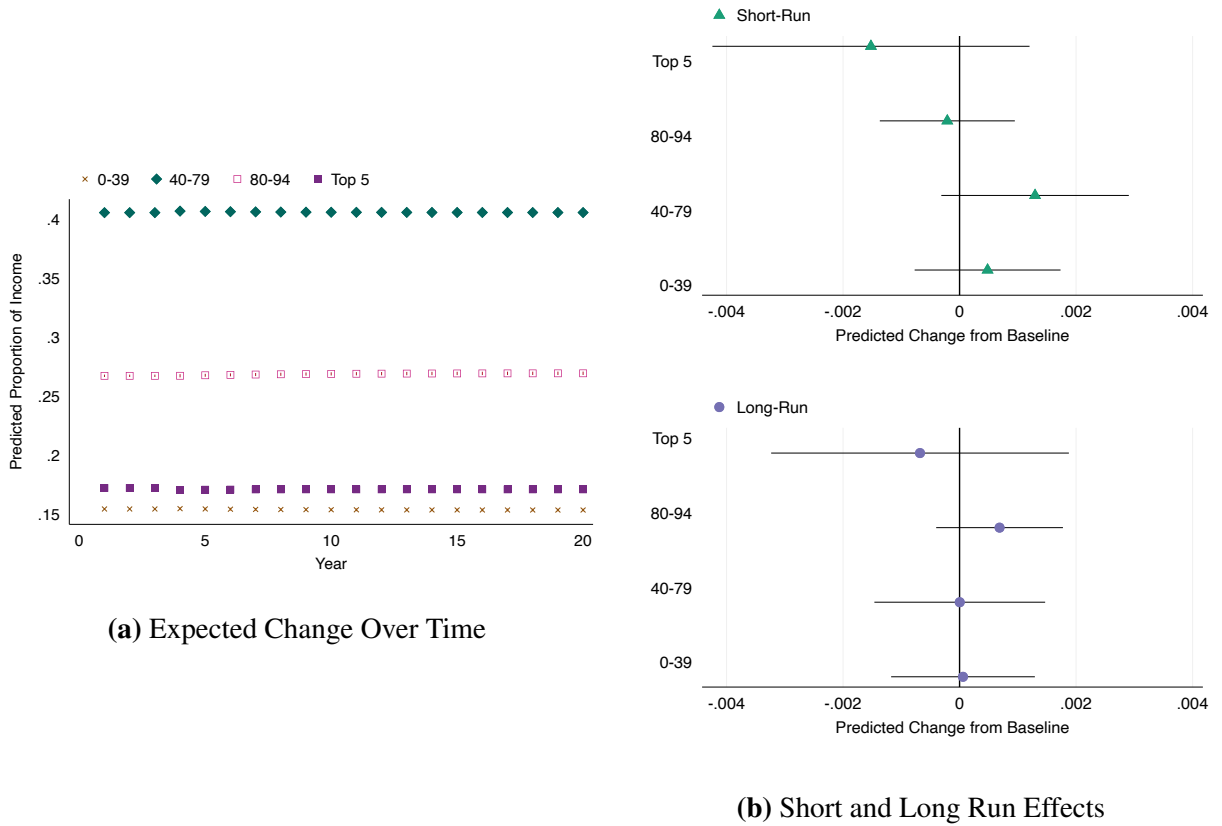 0-39 40-79 80-94 Top 5
Predicted Proportion of Income
.4
.35
.3
.25
.2
.15
0 5 10 15 20
Year
(a) Expected Change Over Time
Short-Run
Top 5
80-94
40-79
0-39
-.004 -.002 0 .002 .004
Predicted Change from Baseline
Long-Run
Top 5
80-94
40-79
0-39
-.004 -.002 0 .002 .004
Predicted Change from Baseline
(b) Short and Long Run Effects